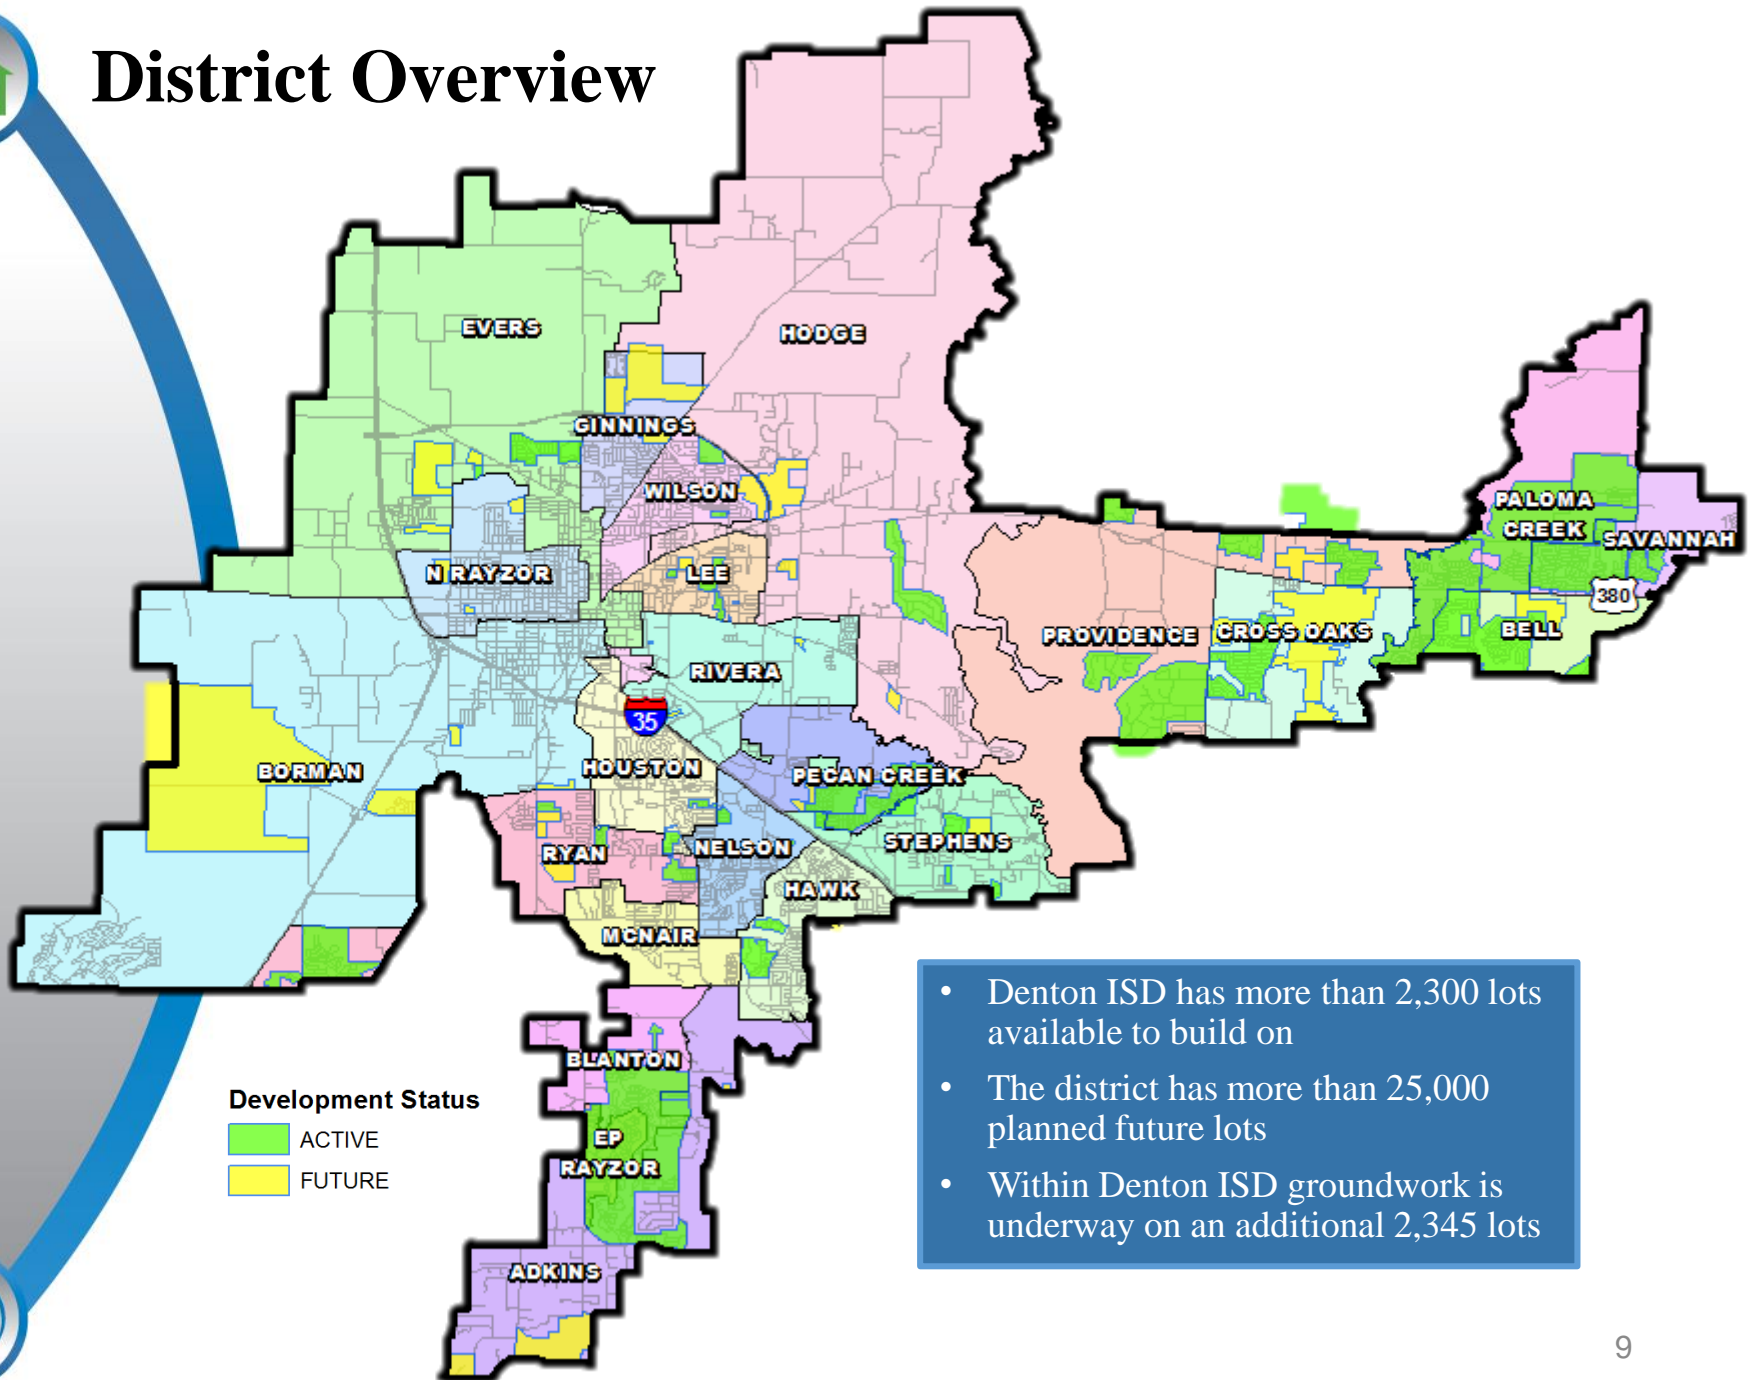 District Overview
EVERS
HODGE
GINNINGS
WILSON
PALOMA
CREEK
SAVANNAH
N RAYZOR
LEE
380
PROVIDENCE
CROSS OAKS
BELL
RIVERA
35
BORMAN
HOUSTON
PECAN CREEK
RYAN
NELSON
STEPHENS
HAWK
MCNAIR
BLANTON
EP
RAYZOR
ADKINS
Development Status
ACTIVE
FUTURE
• Denton ISD has more than 2,300 lots
available to build on
• The district has more than 25,000
planned future lots
• Within Denton ISD groundwork is
underway on an additional 2,345 lots
9